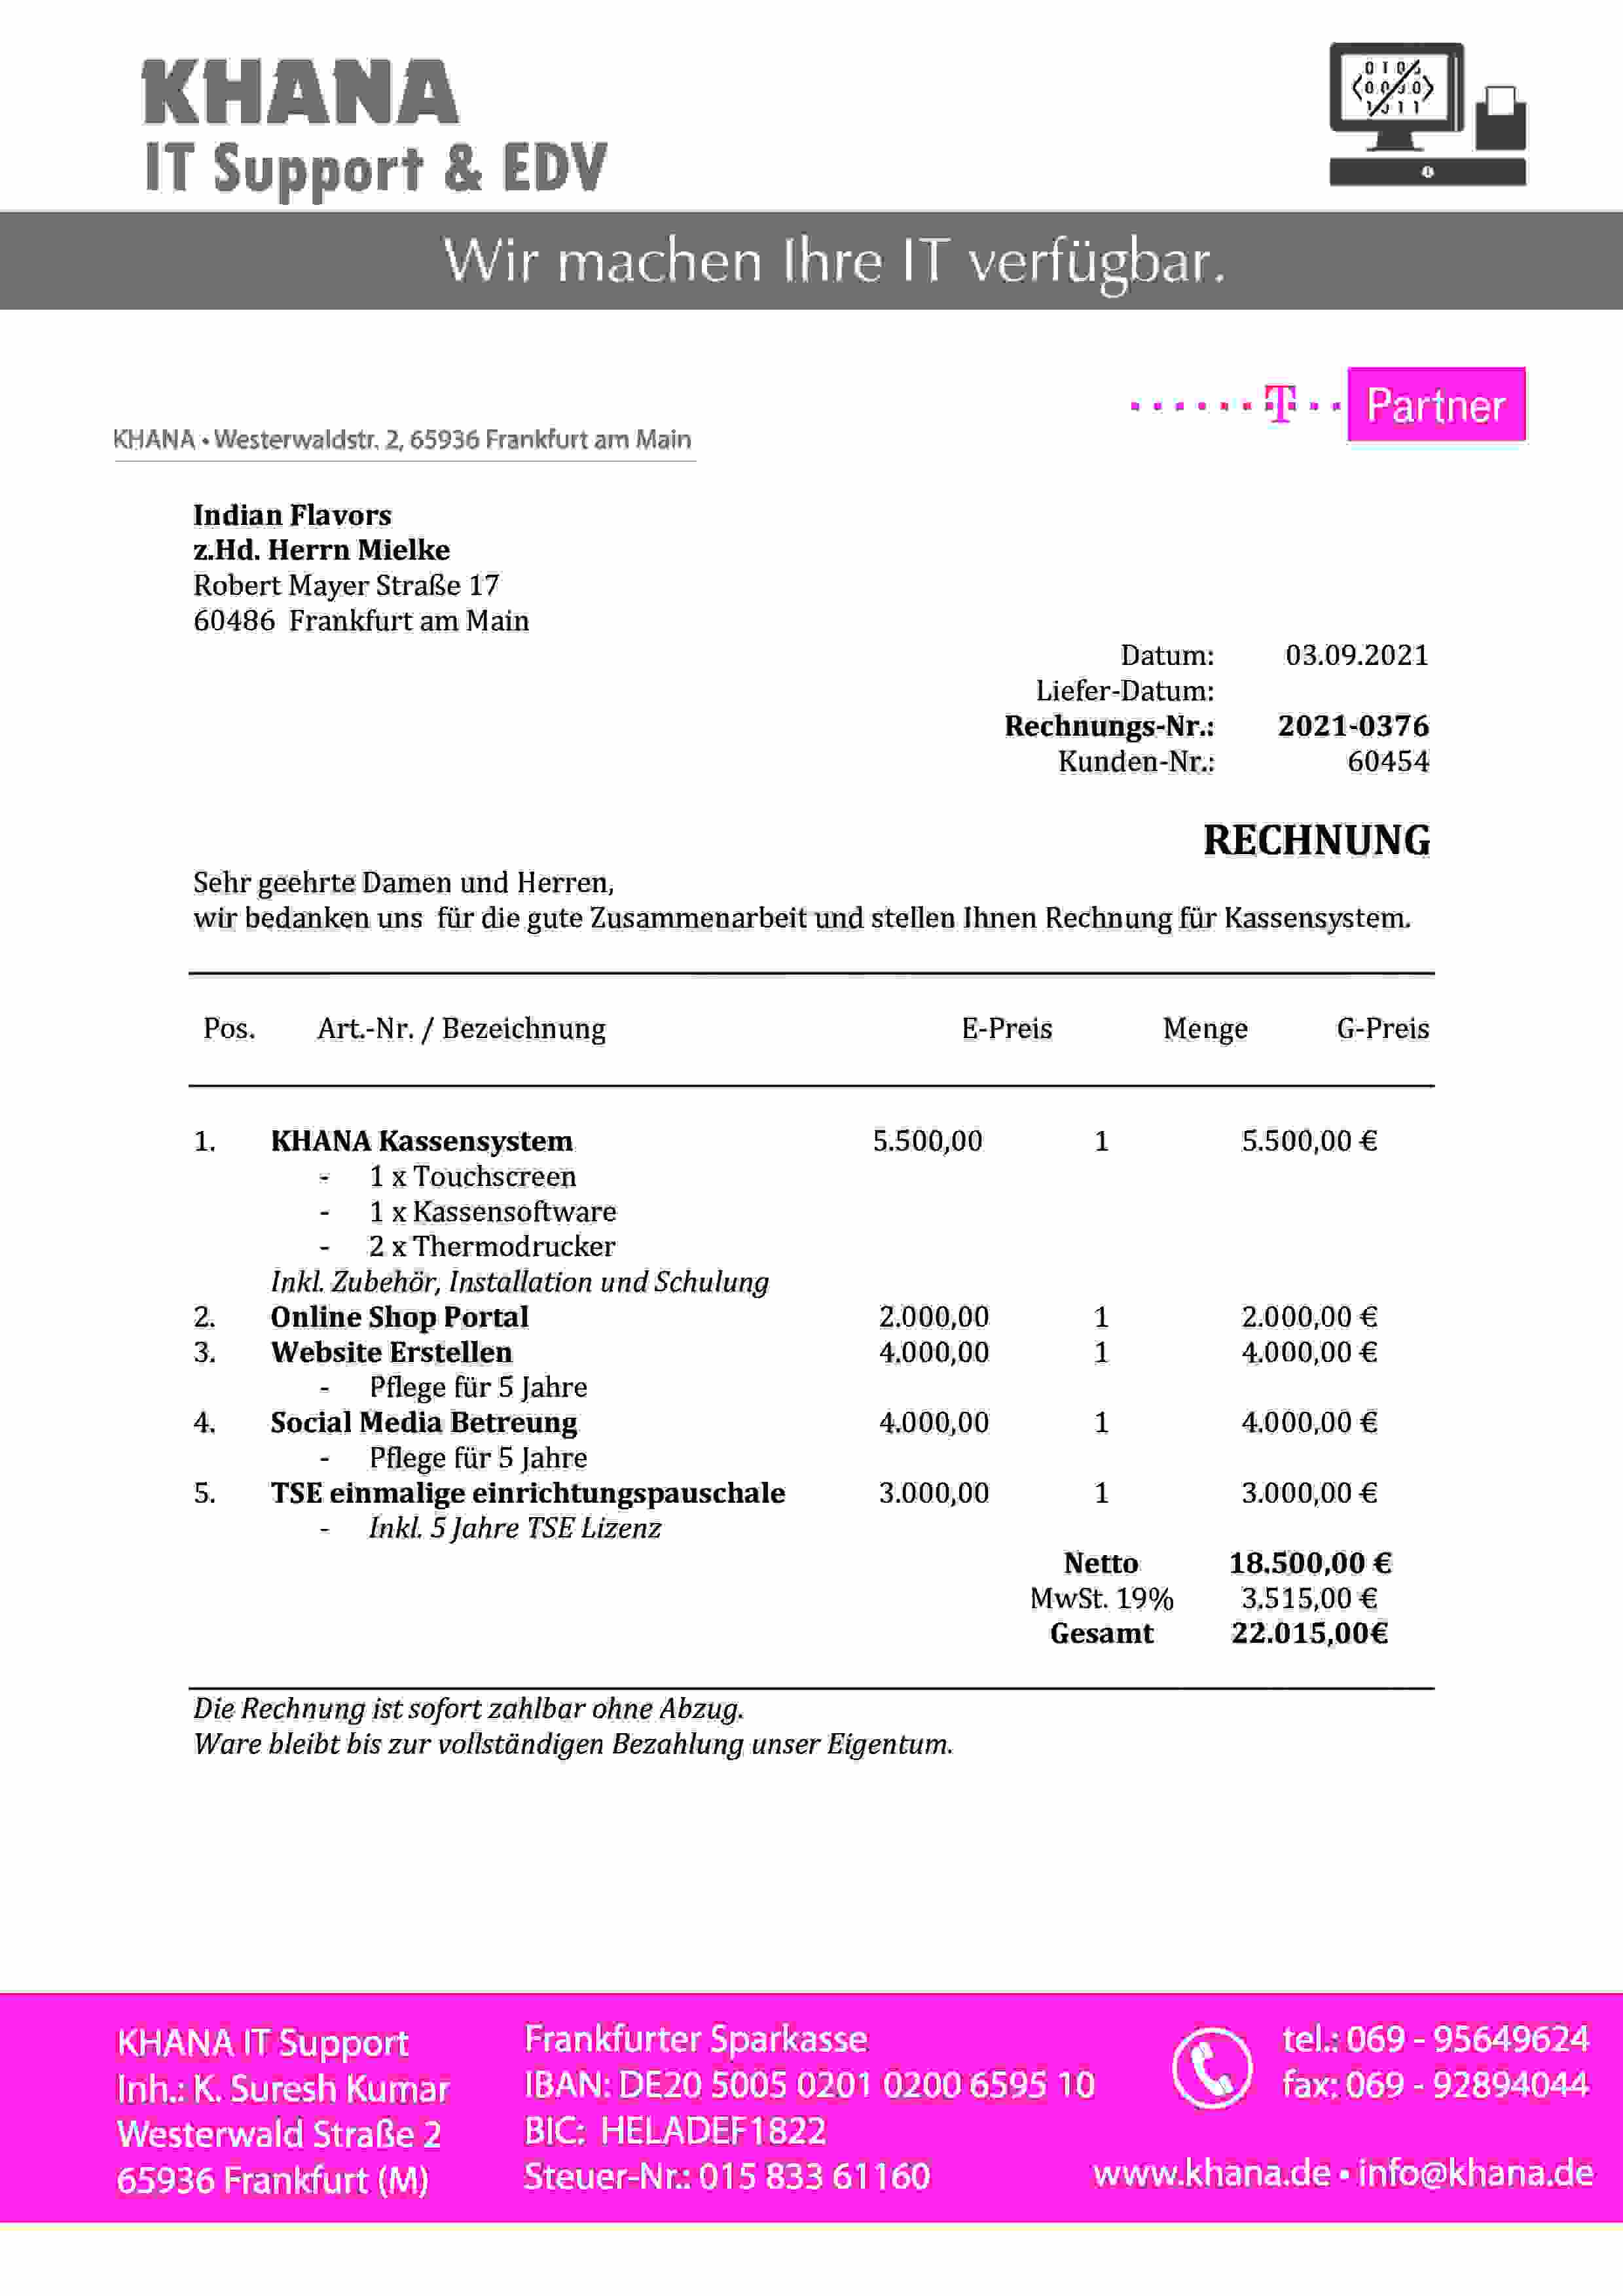 KHANA
IT Support & EDV
Wir machen Ihre IT verfügbar.
T Partner
KHANA • Westerwaldstr. 2, 65936 Frankfurt am Main
Indian Flavors
z.Hd. Herrn Mielke
Robert Mayer Straße 17
60486 Frankfurt am Main
Datum: 03.09.2021
Liefer-Datum:
Rechnungs-Nr.: 2021-0376
Kunden-Nr.: 60454
RECHNUNG
Sehr geehrte Damen und Herren,
wir bedanken uns für die gute Zusammenarbeit und stellen Ihnen Rechnung für Kassensystem.
Pos. Art.-Nr. / Bezeichnung E-Preis Menge G-Preis
1. KHANA Kassensystem 5.500,00 1 5.500,00 €
- 1 x Touchscreen
- 1 x Kassensoftware
- 2 x Thermodrucker
Inkl. Zubehör, Installation und Schulung
2. Online Shop Portal 2.000,00 1 2.000,00 €
3. Website Erstellen 4.000,00 1 4.000,00 €
- Pflege für 5 Jahre
4. Social Media Betreung 4.000,00 1 4.000,00 €
- Pflege für 5 Jahre
5. TSE einmalige einrichtungspauschale 3.000,00 1 3.000,00 €
- Inkl. 5 Jahre TSE Lizenz
Netto 18.500,00 €
MwSt. 19% 3.515,00 €
Gesamt 22.015,00€
Die Rechnung ist sofort zahlbar ohne Abzug.
Ware bleibt bis zur vollständigen Bezahlung unser Eigentum.
KHANA IT Support
Inh.: K. Suresh Kumar
Westerwald Straße 2
65936 Frankfurt (M)
Frankfurter Sparkasse
IBAN: DE20 5005 0201 0200 6595 10
BIC: HELADEF1822
Steuer-Nr.: 015 833 61160
tel.: 069 - 95649624
fax: 069 - 92894044
www.khana.de • info@khana.de